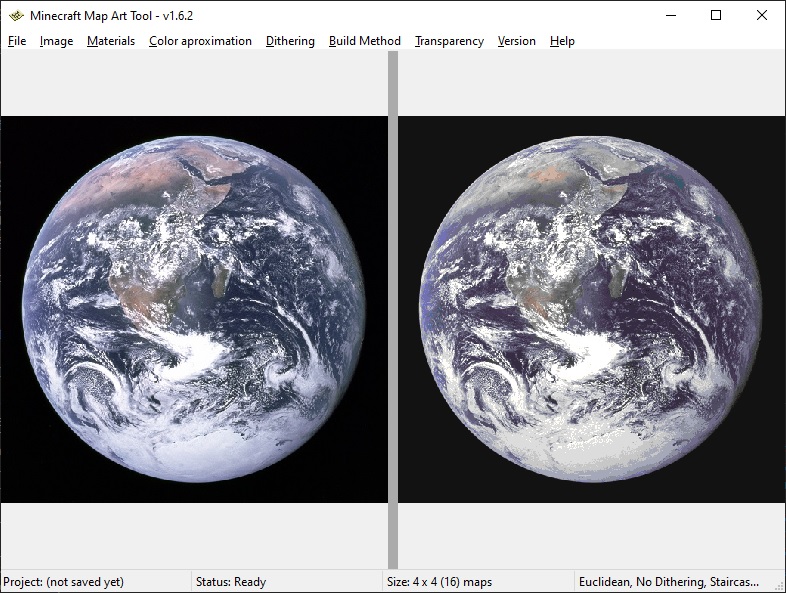 Minecraft Map Art Tool - v1.6.2
File Image Materials Color aproximation Dithering Build Method Transparency Version Help
Project: (not saved yet) Status: Ready Size: 4 x 4 (16) maps Euclidean, No Dithering, Staircas...